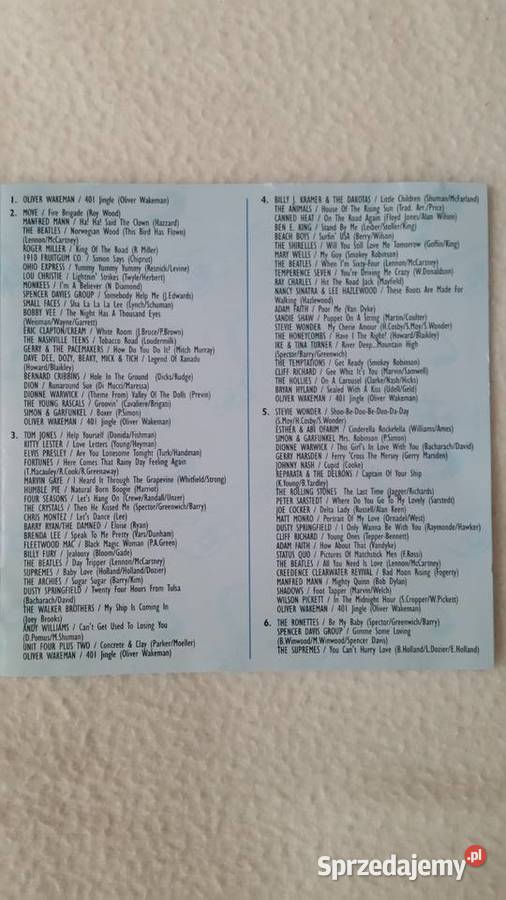 1. OLIVER WAKEMAN / 401 Jingle (Oliver Wakeman)
2. MOVE / Fire Brigade (Roy Wood)
MANFRED MANN / Ha! Ha! Said The Clown (Hazzard)
THE BEATLES / Norwegian Wood (This Bird Has Flown)
(Lennon/McCartney)
ROGER MILLER / King Of The Road (R Miller)
1910 FRUITGUM CO. / Simon Says (Chiprut)
OHIO EXPRESS / Yummy Yummy Yummy (Resnick/Levine)
LOU CHRISTIE / Lightnin' Strikes (Twyle/Herbert)
MONKEES / I'm A Believer (N Diamond)
SPENCER DAVIES GROUP / Somebody Help Me (J.Edwards)
SMALL FACES / Sha La La La Lee (Lynch/Schuman)
BOBBY VEE / The Night Has A Thousand Eyes
(Weisman/Wayne/Garrett)
ERIC CLAPTON/CREAM / White Room (J.Bruce/P.Brown)
THE NASHVILLE TEENS / Tobacco Road (Loudermilk)
GERRY & THE PACEMAKERS / How Do You Do It? (Mitch Murray)
DAVE DEE, DOZY, BEAKY, MICK & TICH / Legend Of Xanadu
(Howard/Blaikley)
BERNARD CRIBBINS / Hole In The Ground (Dicks/Rudge)
DION / Runaround Sue (Di Mucci/Maresca)
DIONNE WARWICK / (Theme From) Valley Of The Dolls (Previn)
THE YOUNG RASCALS / Groovin' (Cavaliere/Brigati)
SIMON & GARFUNKEL / Boxer (P.Simon)
OLIVER WAKEMAN / 401 Jingle (Oliver Wakeman)
3. TOM JONES / Help Yourself (Donida/Fishman)
KITTY LESTER / Love Letters (Young/Heyman)
ELVIS PRESLEY / Are You Lonesome Tonight (Turk/Handman)
FORTUNES / Here Comes That Rainy Day Feeling Again
(T.Macauley/R.Cook/R.Greenaway)
MARVIN GAYE / I Heard It Through The Grapevine (Whitfield/Strong)
HUMBLE PIE / Natural Born Boogie (Marriot)
FOUR SEASONS / Let's Hang On (Crewe/Randall/Linzer)
THE CRYSTALS / Then He Kissed Me (Spector/Greenwich/Barry)
CHRIS MONTEZ / Let's Dance (Lee)
BARRY RYAN/THE DAMNED / Eloise (Ryan)
BRENDA LEE / Speak To Me Pretty (Vars/Dunham)
FLEETWOOD MAC / Black Magic Woman (P.A.Green)
BILLY FURY / Jealousy (Bloom/Gade)
THE BEATLES / Day Tripper (Lennon/McCartney)
SUPREMES / Baby Love (Holland/Holland/Dozier)
THE ARCHIES / Sugar Sugar (Barry/Kim)
DUSTY SPRINGFIELD / Twenty Four Hours From Tulsa
(Bacharach/David)
THE WALKER BROTHERS / My Ship Is Coming In
(Joey Brooks)
ANDY WILLIAMS / Can't Get Used To Losing You
(D.Pomus/M.Shuman)
UNIT FOUR PLUS TWO / Concrete & Clay (Parker/Moeller)
OLIVER WAKEMAN / 401 Jingle (Oliver Wakeman)
4. BILLY J. KRAMER & THE DAKOTAS / Little Children (Shuman/McFarland)
THE ANIMALS / House Of The Rising Sun (Trad. Arr./Price)
CANNED HEAT / On The Road Again (Floyd Jones/Alan Wilson)
BEN E. KING / Stand By Me (Leiber/Stoller/King)
BEACH BOYS / Surfin' USA (Berry/Wilson)
THE SHIRELLES / Will You Still Love Me Tomorrow (Goffin/King)
MARY WELLS / My Guy (Smokey Robinson)
THE BEATLES / When I'm Sixty-Four (Lennon/McCartney)
TEMPERENCE SEVEN / You're Driving Me Crazy (W.Donaldson)
RAY CHARLES / Hit The Road Jack (Mayfield)
NANCY SINATRA & LEE HAZLEWOOD / These Boots Are Made For
Walking (Hazlewood)
ADAM FAITH / Poor Me (Van Dyke)
SANDIE SHAW / Puppet On A String (Martin/Coulter)
STEVIE WONDER My Cherie Amour (H.Cosby/S.Moy/S.Wonder)
THE HONEYCOMBS / Have I The Right? (Howard/Blaikley)
IKE & TINA TURNER / River Deep...Mountain High
(Spector/Barry/Greenwich)
THE TEMPTATIONS / Get Ready (Smokey Robinson)
CLIFF RICHARD / Gee Whiz It's You (Marvin/Samwell)
THE HOLLIES / On A Carousel (Clarke/Nash/Hicks)
BRYAN HYLAND / Sealed With A Kiss (Udell/Geld)
OLIVER WAKEMAN / 401 Jingle (Oliver Wakeman)
5. STEVIE WONDER / Shoo-Be-Doo-Be-Doo-Da-Day
(S.Moy/H.Cosby/S.Wonder)
ESTHER & ABI OFARIM / Cinderella Rockefella (Williams/Ames)
SIMON & GARFUNKEL Mrs. Robinson (P.Simon)
DIONNE WARWICK / This Girl's In Love With You (Bacharach/David)
GERRY MARSDEN / Ferry 'Cross The Mersey (Gerry Marsden)
JOHNNY NASH / Cupid (Cooke)
REPARATA & THE DELRONS / Captain Of Your Ship
(K.Young/B.Yardley)
THE ROLLING STONES The Last Time (Jagger/Richards)
PETER SARSTEDT / Where Do You Go To My Lovely (Sarstedt)
JOE COCKER / Delta Lady (Russell/Alan Keen)
MATT MONRO / Portrait Of My Love (Ornadel/West)
DUSTY SPRINGFIELD / I Only Wanna Be With You (Raymonde/Hawker)
CLIFF RICHARD / Young Ones (Tepper-Bennett)
ADAM FAITH / How About That (Vandyke)
STATUS QUO / Pictures Of Matchstick Men (F.Rossi)
THE BEATLES / All You Need Is Love (Lennon/McCartney)
CREEDENCE CLEARWATER REVIVAL / Bad Moon Rising (Fogerty)
MANFRED MANN / Mighty Quinn (Bob Dylan)
SHADOWS / Foot Tapper (Marvin/Welch)
WILSON PICKETT / In The Midnight Hour (S.Cropper/W.Pickett)
OLIVER WAKEMAN / 401 Jingle (Oliver Wakeman)
6. THE RONETTES / Be My Baby (Spector/Greenwich/Barry)
SPENCER DAVIS GROUP / Gimme Some Loving
(B.Winwood/M.Winwood/Spencer Davis)
THE SUPREMES / You Can't Hurry Love (B.Holland/L.Dozier/E.Holland)
Sprzedajemy.pl